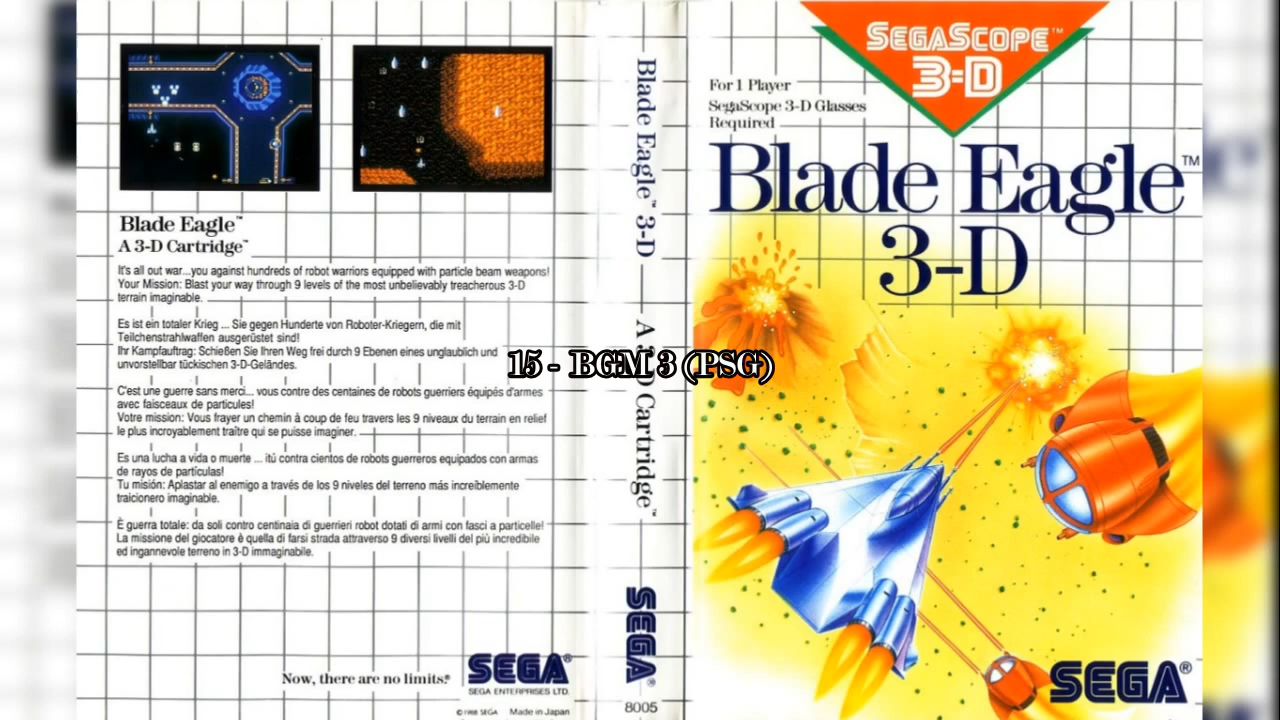 Blade Eagle™
A 3-D Cartridge™
It's all out war...you against hundreds of robot warriors equipped with particle beam weapons!
Your Mission: Blast your way through 9 levels of the most unbelievably treacherous 3-D
terrain imaginable.
Es ist ein totaler Krieg ... Sie gegen Hunderte von Roboter-Kriegern, die mit
Teilchenstrahlwaffen ausgerüstet sind!
Ihr Kampfauftrag: Schießen Sie Ihren Weg frei durch 9 Ebenen eines unglaublich und
unvorstellbar tückischen 3-D-Geländes.
C'est une guerre sans merci... vous contre des centaines de robots guerriers équipés d'armes
avec faisceaux de particules!
Votre mission: Vous frayer un chemin à coup de feu travers les 9 niveaux du terrain en relief
le plus incroyablement traître qui se puisse imaginer.
Es una lucha a vida o muerte ... itú contra cientos de robots guerreros equipados con armas
de rayos de partículas!
Tu misión: Aplastar al enemigo a través de los 9 niveles del terreno más increíblemente
traicionero imaginable.
È guerra totale: da soli contro centinaia di guerrieri robot dotati di armi con fasci a particelle!
La missione del giocatore è quella di farsi strada attraverso 9 diversi livelli del più incredibile
ed ingannevole terreno in 3-D immaginabile.
Now, there are no limits!®
SEGA®
SEGA ENTERPRISES LTD.
© 1988 SEGA Made in Japan
Blade Eagle™ 3-D
A 3-D Cartridge™
SEGA®
8005
15 - BGM 3 (PSG)
SEGASCOPE™
3-D
For 1 Player
SegaScope 3-D Glasses
Required
Blade Eagle™
3-D
SEGA®